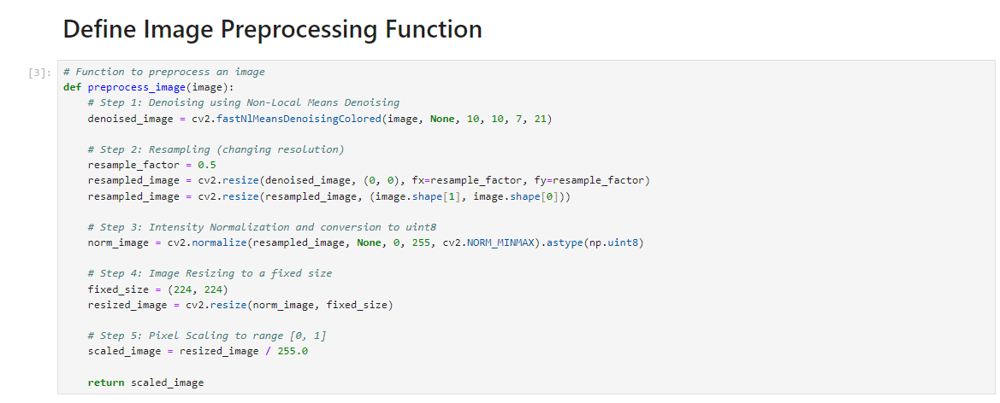 Define Image Preprocessing Function
[3]:
# Function to preprocess an image
def preprocess_image(image):
    # Step 1: Denoising using Non-Local Means Denoising
    denoised_image = cv2.fastNlMeansDenoisingColored(image, None, 10, 10, 7, 21)
    # Step 2: Resampling (changing resolution)
    resample_factor = 0.5
    resampled_image = cv2.resize(denoised_image, (0, 0), fx=resample_factor, fy=resample_factor)
    resampled_image = cv2.resize(resampled_image, (image.shape[1], image.shape[0]))
    # Step 3: Intensity Normalization and conversion to uint8
    norm_image = cv2.normalize(resampled_image, None, 0, 255, cv2.NORM_MINMAX).astype(np.uint8)
    # Step 4: Image Resizing to a fixed size
    fixed_size = (224, 224)
    resized_image = cv2.resize(norm_image, fixed_size)
    # Step 5: Pixel Scaling to range [0, 1]
    scaled_image = resized_image / 255.0
    return scaled_image